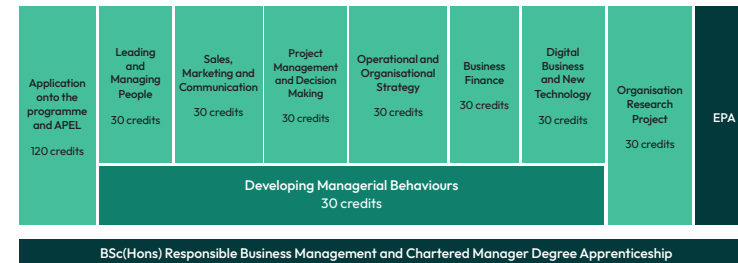 Application
onto the
programme
and APEL
120 credits
Leading
and
Managing
People
30 credits
Sales,
Marketing and
Communication
30 credits
Project
Management
and Decision
Making
30 credits
Operational and
Organisational
Strategy
30 credits
Business
Finance
30 credits
Digital
Business
and New
Technology
30 credits
Organisation
Research
Project
30 credits
EPA
Developing Managerial Behaviours
30 credits
BSc(Hons) Responsible Business Management and Chartered Manager Degree Apprenticeship